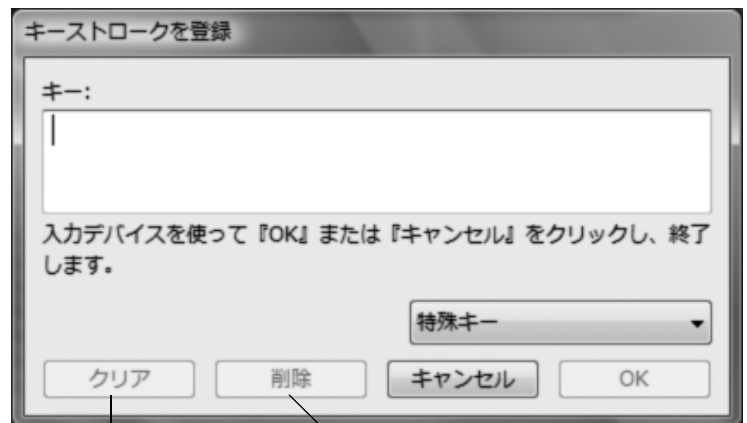 キーストロークを登録
キー:
入力デバイスを使って『OK』または『キャンセル』をクリックし、終了
します。
特殊キー
クリア 削除 キャンセル OK